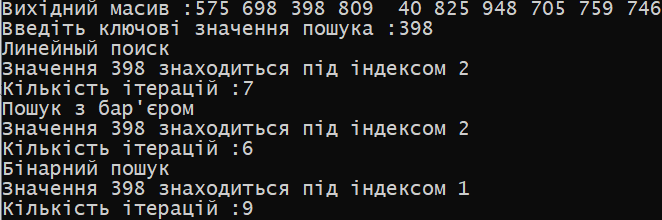 Вихідний масив :575 698 398 809  40 825 948 705 759 746
Введіть ключові значення пошука :398
Линейный поиск
Значення 398 знаходиться під індексом 2
Кількість ітерацій :7
Пошук з бар'єром
Значення 398 знаходиться під індексом 2
Кількість ітерацій :6
Бінарний пошук
Значення 398 знаходиться під індексом 1
Кількість ітерацій :9